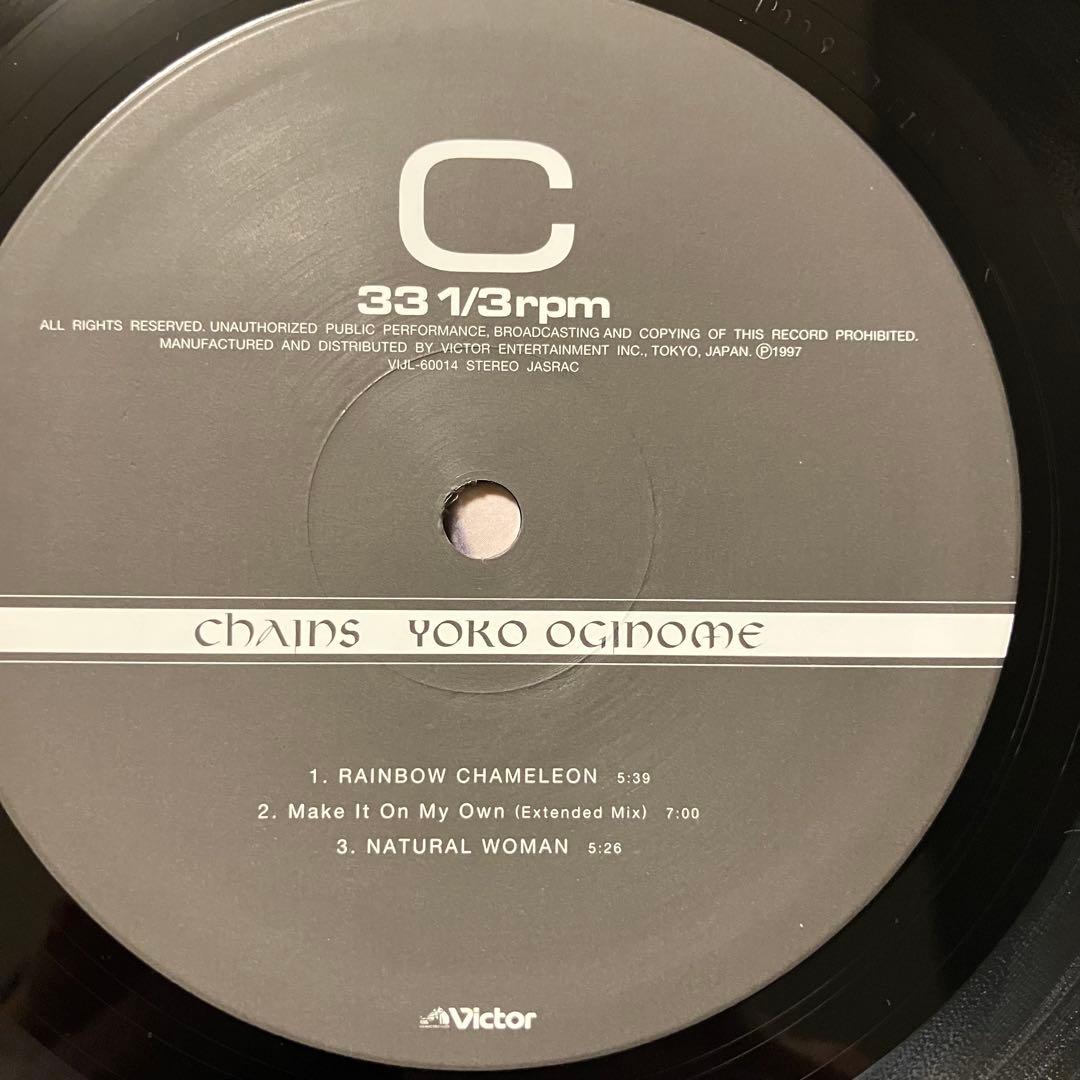 C
33 1/3rpm
ALL RIGHTS RESERVED. UNAUTHORIZED PUBLIC PERFORMANCE, BROADCASTING AND COPYING OF THIS RECORD PROHIBITED.
MANUFACTURED AND DISTRIBUTED BY VICTOR ENTERTAINMENT INC., TOKYO, JAPAN. Ⓟ1997
VIJL-60014 STEREO JASRAC
chains YOKO OGINOME
1. RAINBOW CHAMELEON 5:39
2. Make It On My Own (Extended Mix) 7:00
3. NATURAL WOMAN 5:26
Victor